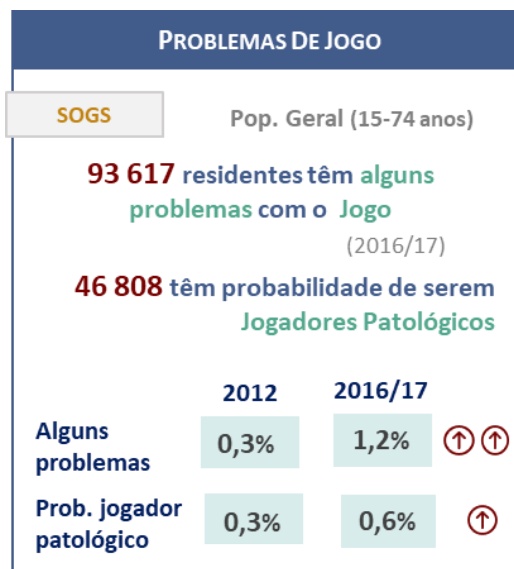 PROBLEMAS DE JOGO
SOGS
Pop. Geral (15-74 anos)
93 617 residentes têm alguns
problemas com o Jogo
(2016/17)
46 808 têm probabilidade de serem
Jogadores Patológicos
2012 2016/17
Alguns
problemas
0,3% 1,2%
Prob. jogador
patológico
0,3% 0,6%